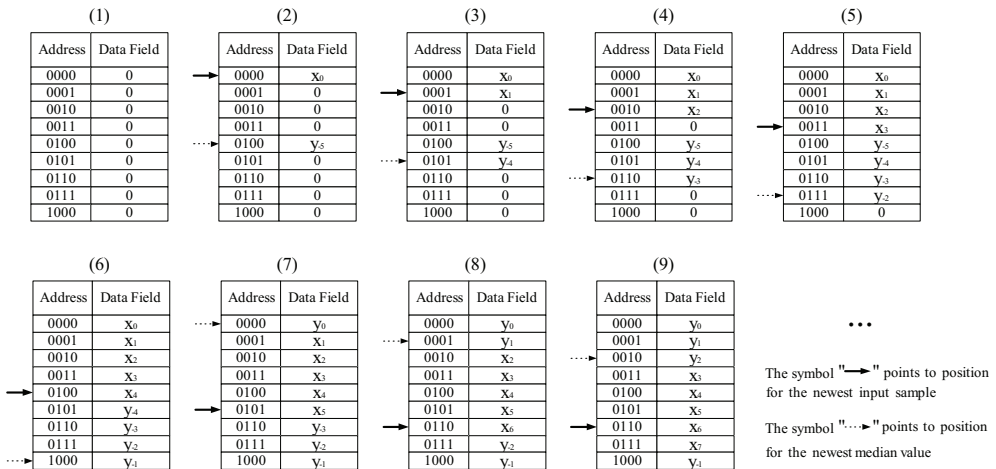 (1) (2) (3) (4) (5)
Address Data Field Address Data Field Address Data Field Address Data Field Address Data Field
0000 0 0000 x0 0000 x0 0000 x0 0000 x0
0001 0 0001 0 0001 x1 0001 x1 0001 x1
0010 0 0010 0 0010 0 0010 x2 0010 x2
0011 0 0011 0 0011 0 0011 0 0011 x3
0100 0 0100 y-5 0100 y-5 0100 y-5 0100 y-5
0101 0 0101 0 0101 y-4 0101 y-4 0101 y-4
0110 0 0110 0 0110 0 0110 y-3 0110 y-3
0111 0 0111 0 0111 0 0111 0 0111 y-2
1000 0 1000 0 1000 0 1000 0 1000 0
(6) (7) (8) (9)
Address Data Field Address Data Field Address Data Field Address Data Field
0000 x0 0000 y0 0000 y0 0000 y0
0001 x1 0001 x1 0001 y1 0001 y1
0010 x2 0010 x2 0010 x2 0010 y2
0011 x3 0011 x3 0011 x3 0011 x3
0100 x4 0100 x4 0100 x4 0100 x4
0101 y-4 0101 x5 0101 x5 0101 x5
0110 y-3 0110 y-3 0110 x6 0110 x6
0111 y-2 0111 y-2 0111 y-2 0111 x7
1000 y-1 1000 y-1 1000 y-1 1000 y-1
...
The symbol "→" points to position
for the newest input sample
The symbol "⇢" points to position
for the newest median value